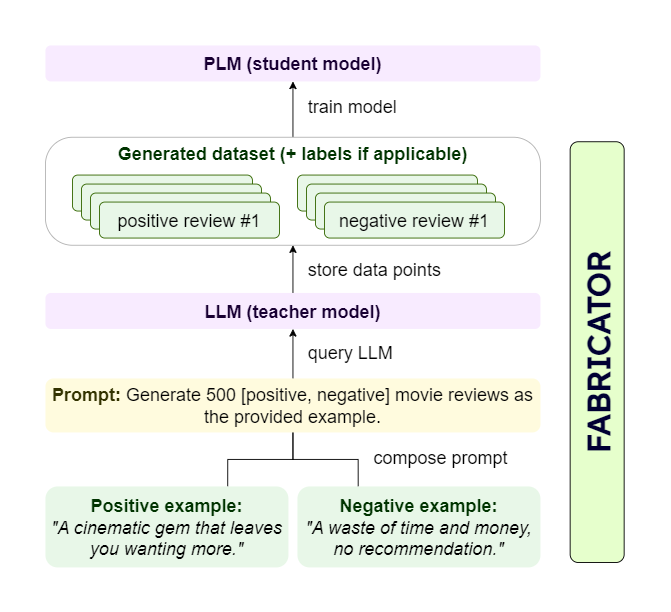 PLM (student model)
train model
Generated dataset (+ labels if applicable)
positive review #1
negative review #1
store data points
LLM (teacher model)
query LLM
Prompt: Generate 500 [positive, negative] movie reviews as
the provided example.
compose prompt
Positive example:
"A cinematic gem that leaves
you wanting more."
Negative example:
"A waste of time and money,
no recommendation."
FABRICATOR